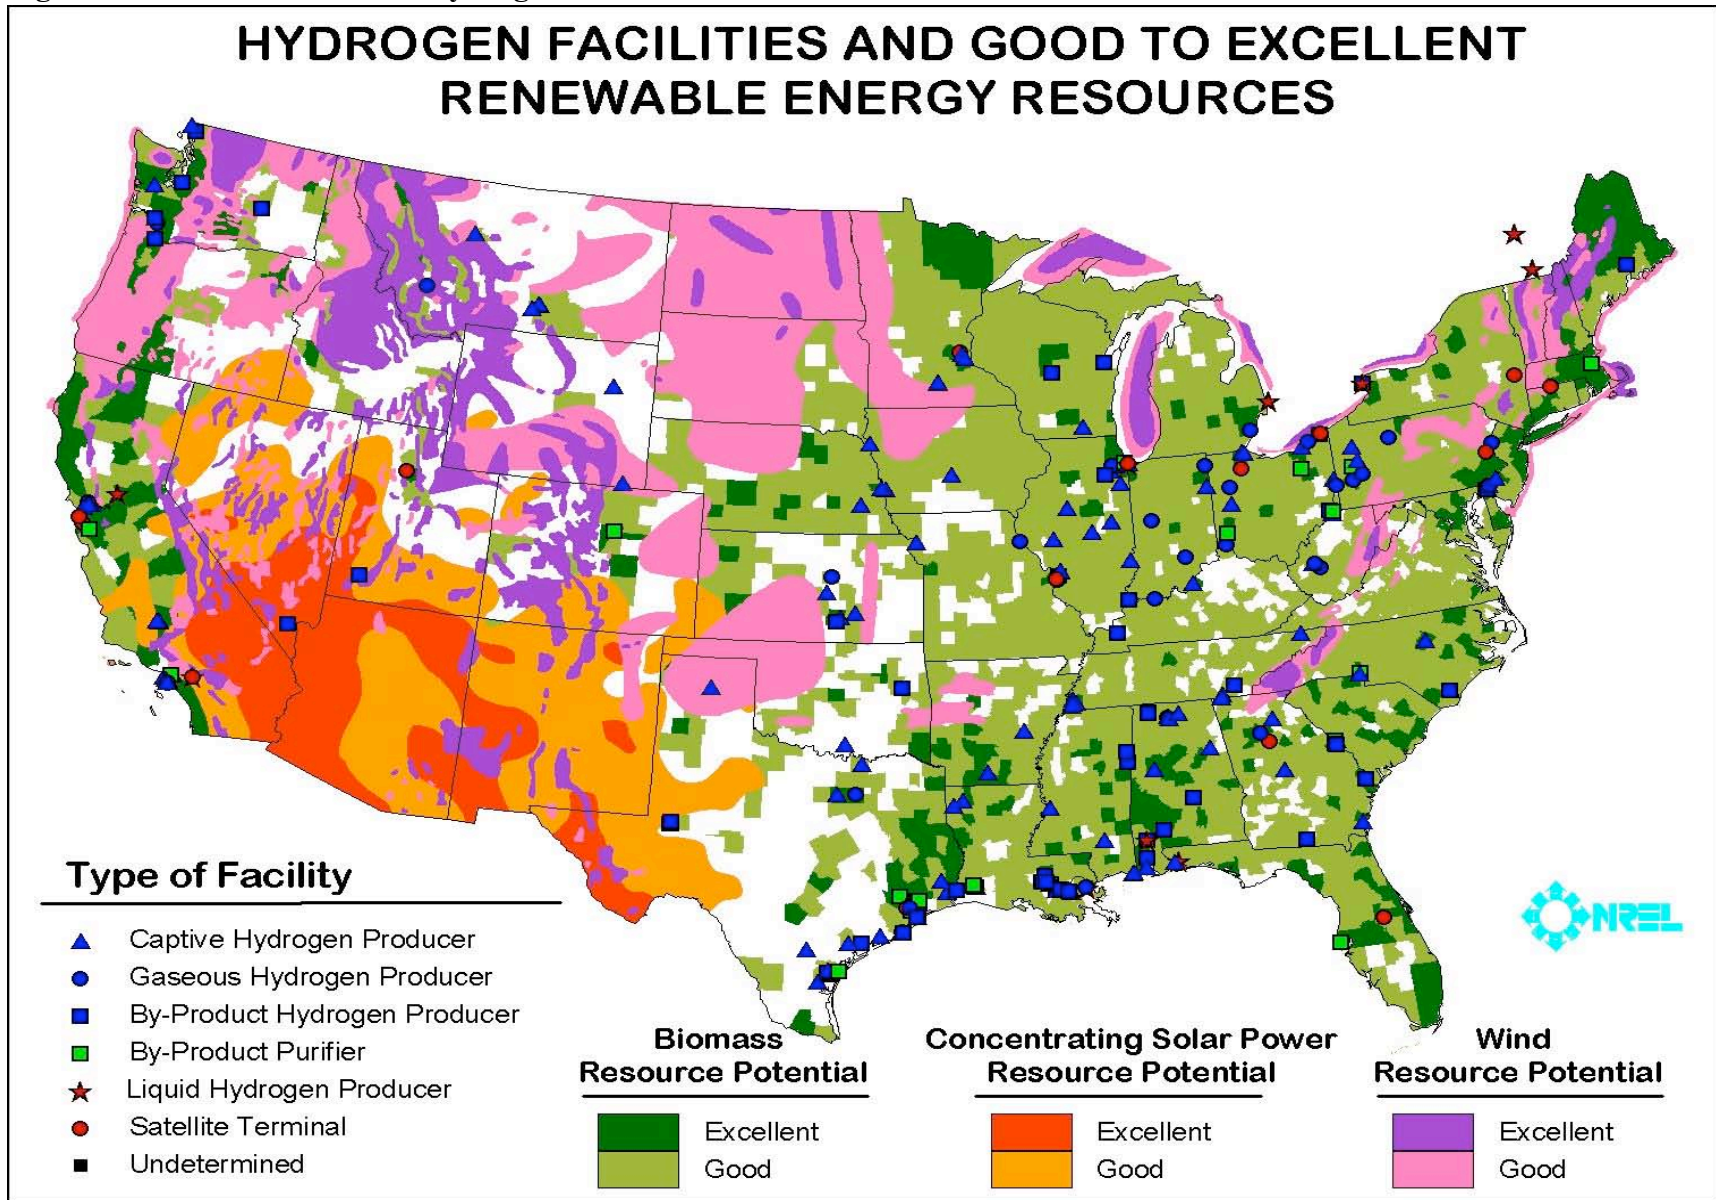 HYDROGEN FACILITIES AND GOOD TO EXCELLENT
RENEWABLE ENERGY RESOURCES
Type of Facility
Captive Hydrogen Producer
Gaseous Hydrogen Producer
By-Product Hydrogen Producer
By-Product Purifier
Liquid Hydrogen Producer
Satellite Terminal
Undetermined
Biomass
Resource Potential
Excellent
Good
Concentrating Solar Power
Resource Potential
Excellent
Good
Wind
Resource Potential
Excellent
Good
NREL